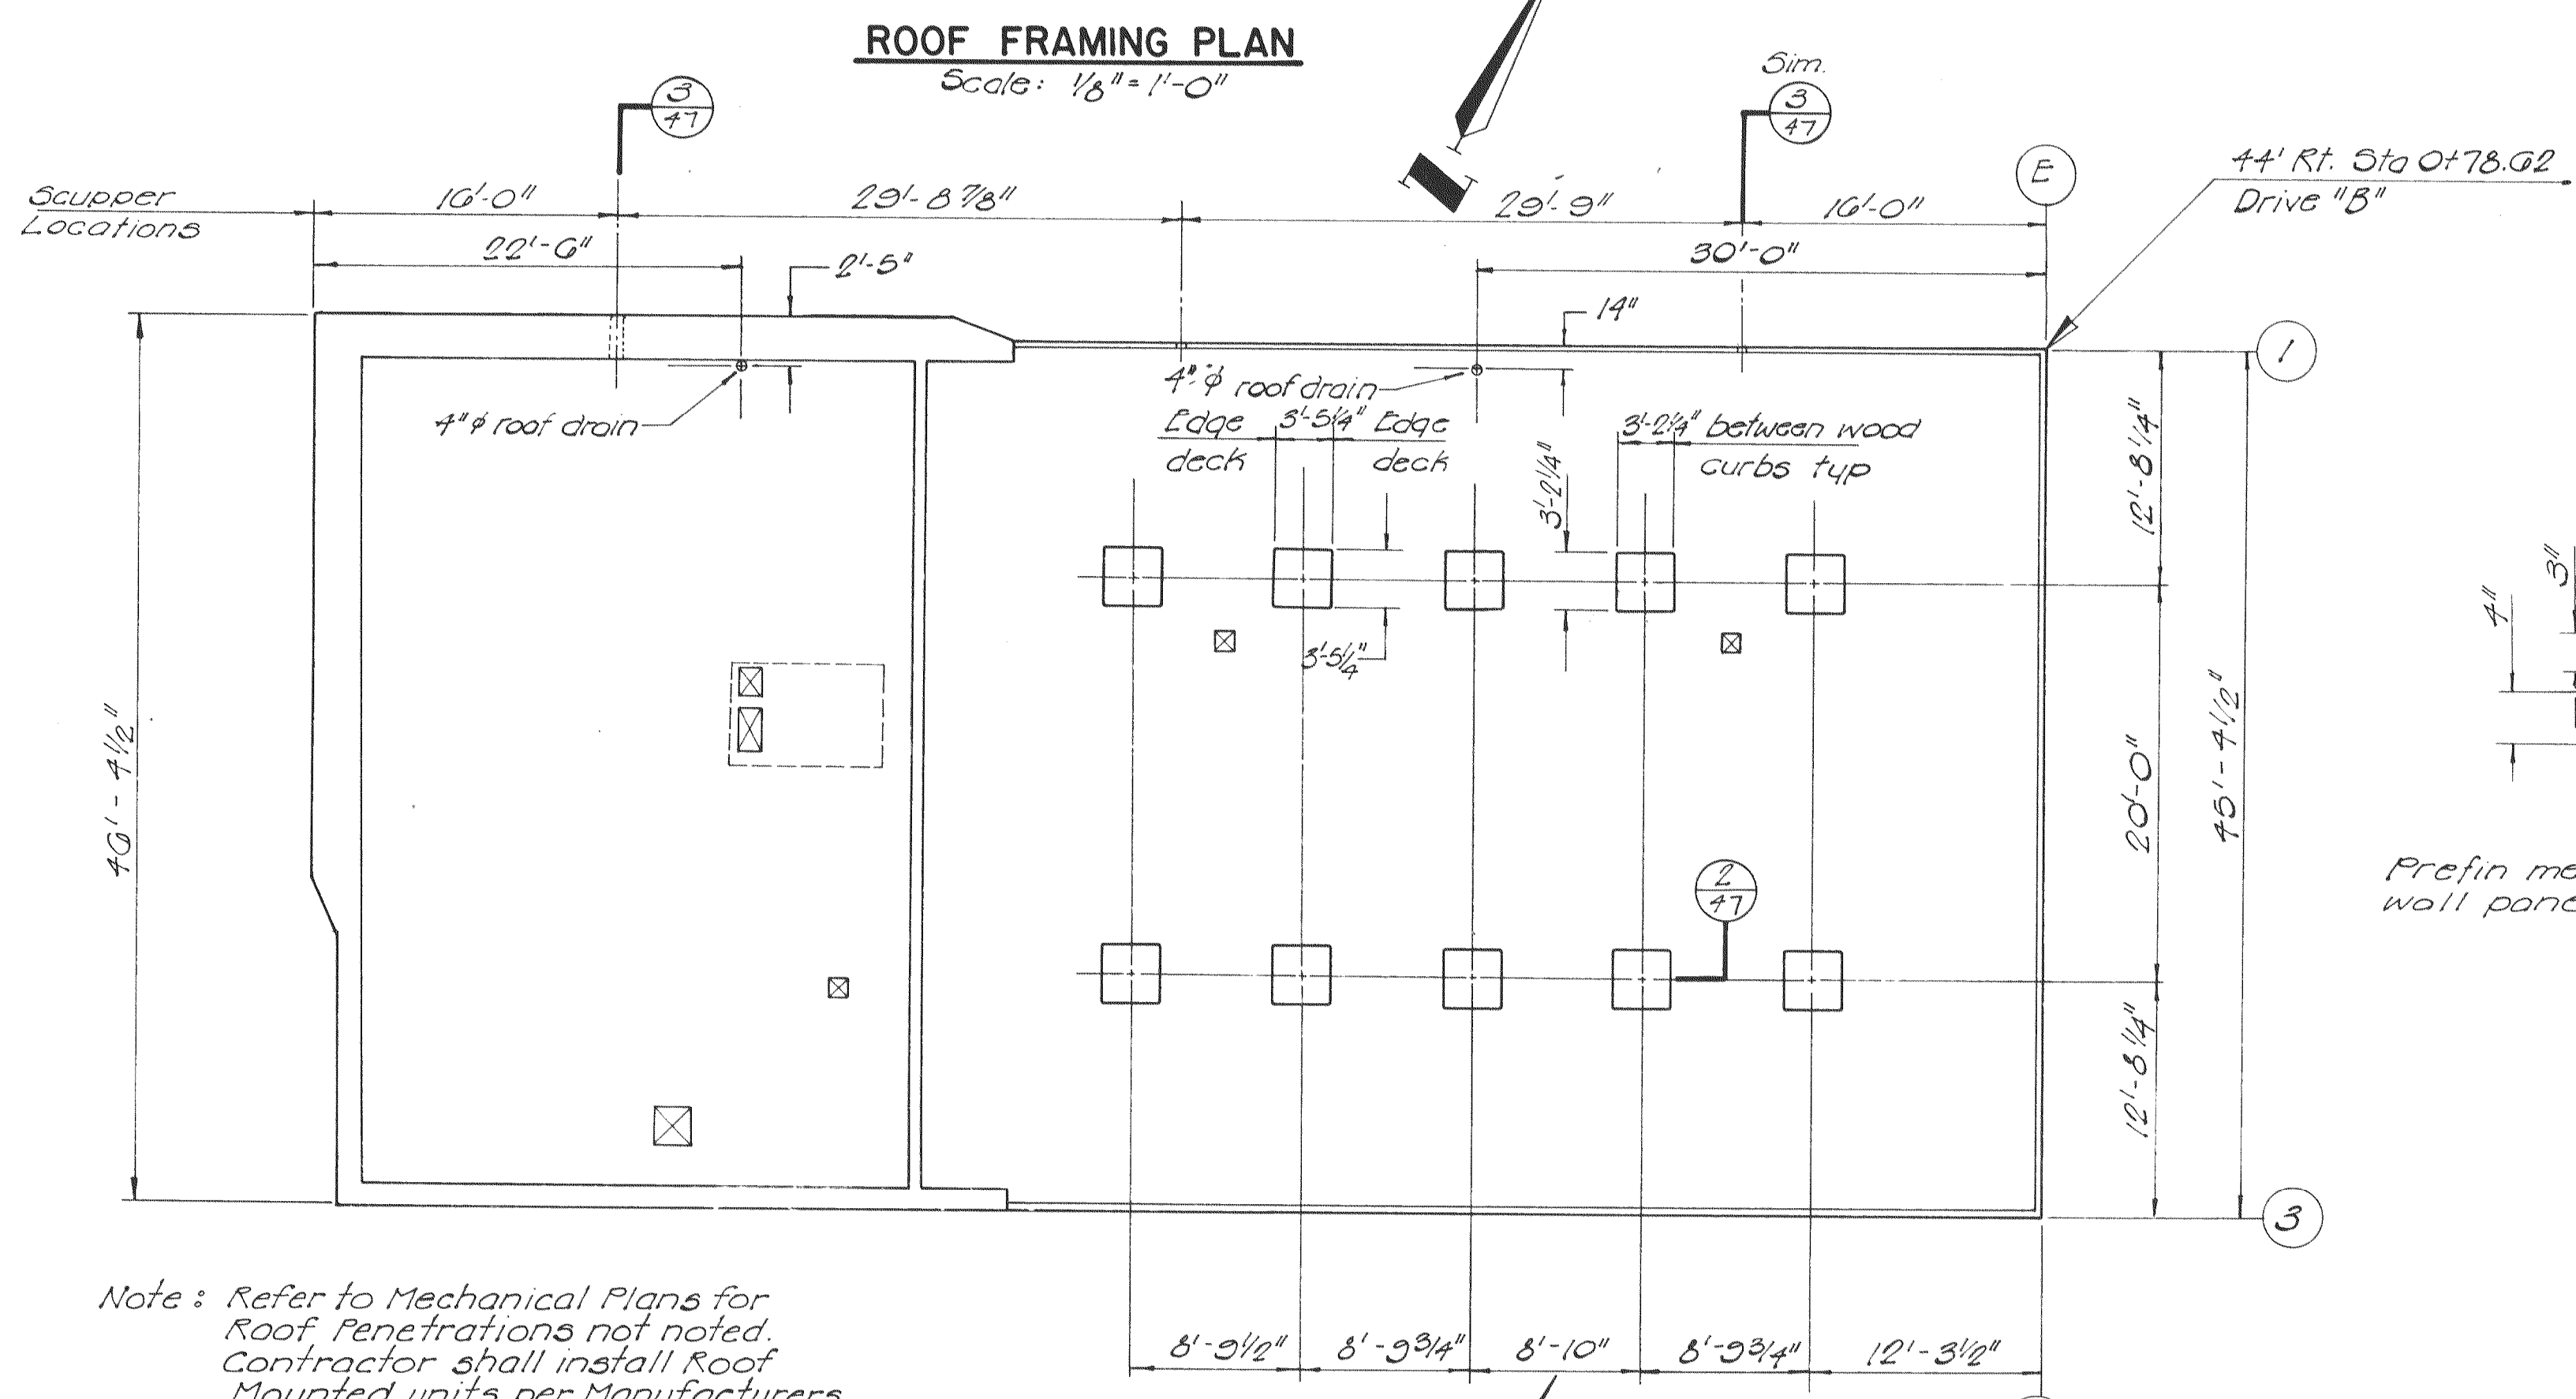 ROOF FRAMING PLAN
Scale: 1/8" = 1'-0"
Sim.
3
47
3
47
E
44' Rt. Sta 0+78.62
Drive "B"
Scupper
Locations
16'-0"
29'-8 7/8"
29'-9"
16'-0"
22'-6"
2'-5"
30'-0"
14"
1
4"ϕ roof drain
4"ϕ roof drain
Edge
deck
3'-5 1/4"
Edge
deck
3'-2 1/4"
3'-2 1/4" between wood
curbs typ
12'-8 1/4"
3'-5 1/4"
3"
4"
46'-4 1/2"
20'-0"
45'-4 1/2"
2
47
Prefin
wall
12'-8 1/4"
3
Note: Refer to Mechanical Plans for
Roof Penetrations not noted.
Contractor shall install Roof
Mounted units per Manufacturers
8'-9 1/2"
8'-9 3/4"
8'-10"
8'-9 3/4"
12'-3 1/2"